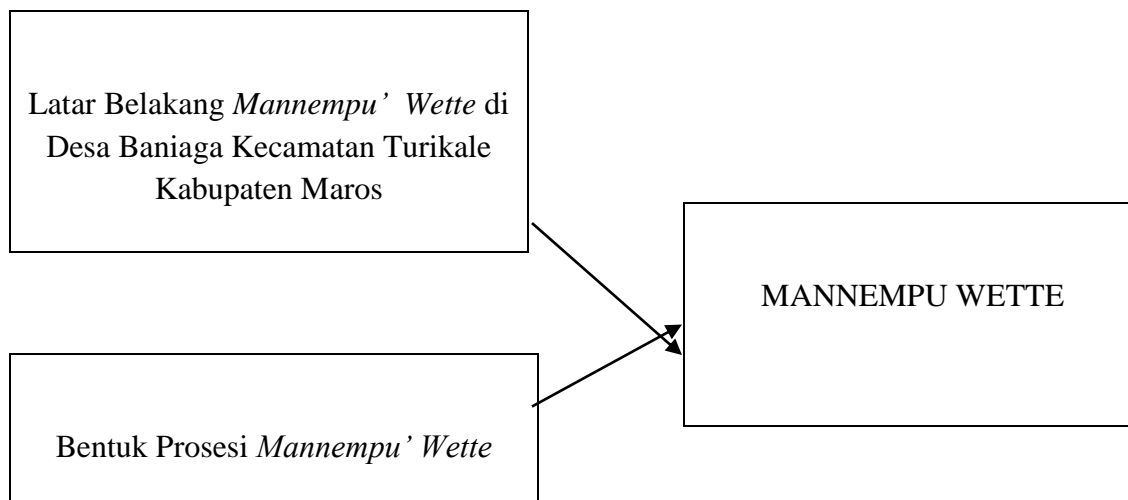 Latar Belakang Mannempu’ Wette di
Desa Baniaga Kecamatan Turikale
Kabupaten Maros
MANNEMPU WETTE
Bentuk Prosesi Mannempu’ Wette